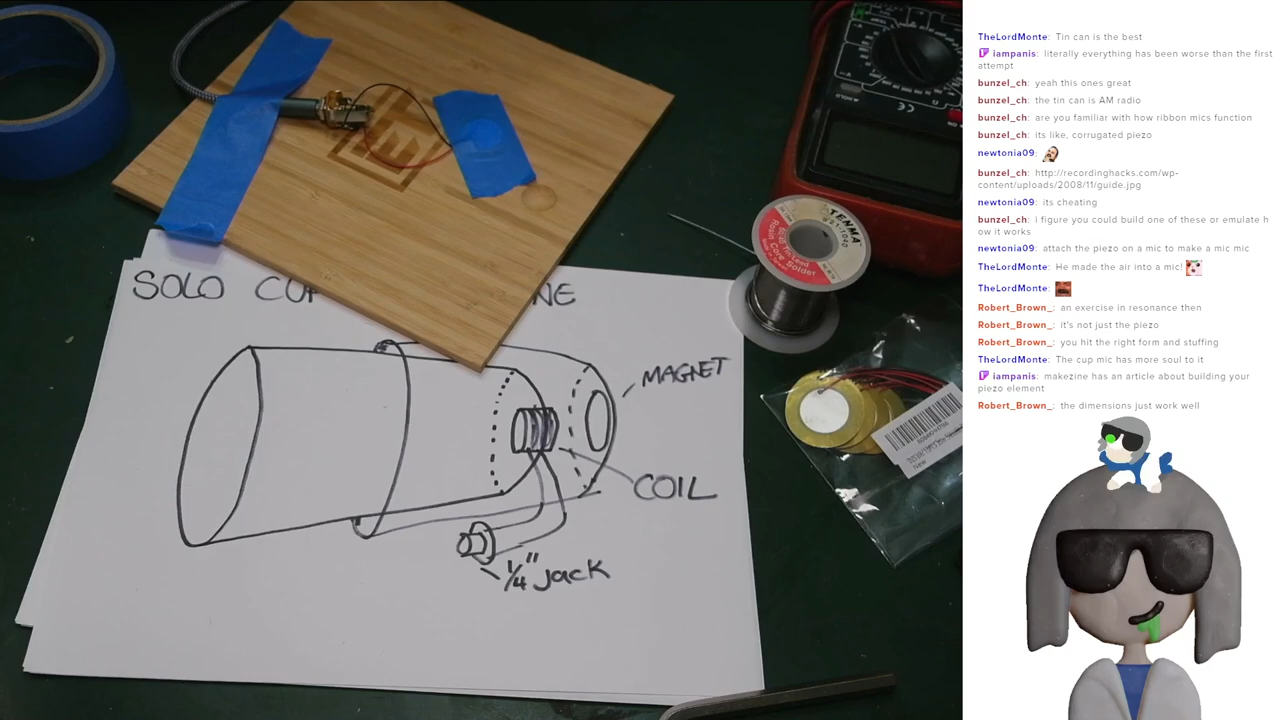 SOLO CUP
NE
MAGNET
COIL
1/4" Jack
TENMA
Rosin Core Solder
New
TheLordMonte: Tin can is the best
iampanis: literally everything has been worse than the first
attempt
bunzel_ch: yeah this ones great
bunzel_ch: the tin can is AM radio
bunzel_ch: are you familiar with how ribbon mics function
bunzel_ch: its like, corrugated piezo
newtonia09:
bunzel_ch: http://recordinghacks.com/wp-
content/uploads/2008/11/guide.jpg
newtonia09: its cheating
bunzel_ch: i figure you could build one of these or emulate h
ow it works
newtonia09: attach the piezo on a mic to make a mic mic
TheLordMonte: He made the air into a mic!
TheLordMonte:
Robert_Brown_: an exercise in resonance then
Robert_Brown_: it's not just the piezo
Robert_Brown_: you hit the right form and stuffing
TheLordMonte: The cup mic has more soul to it
iampanis: makezine has an article about building your
piezo element
Robert_Brown_: the dimensions just work well